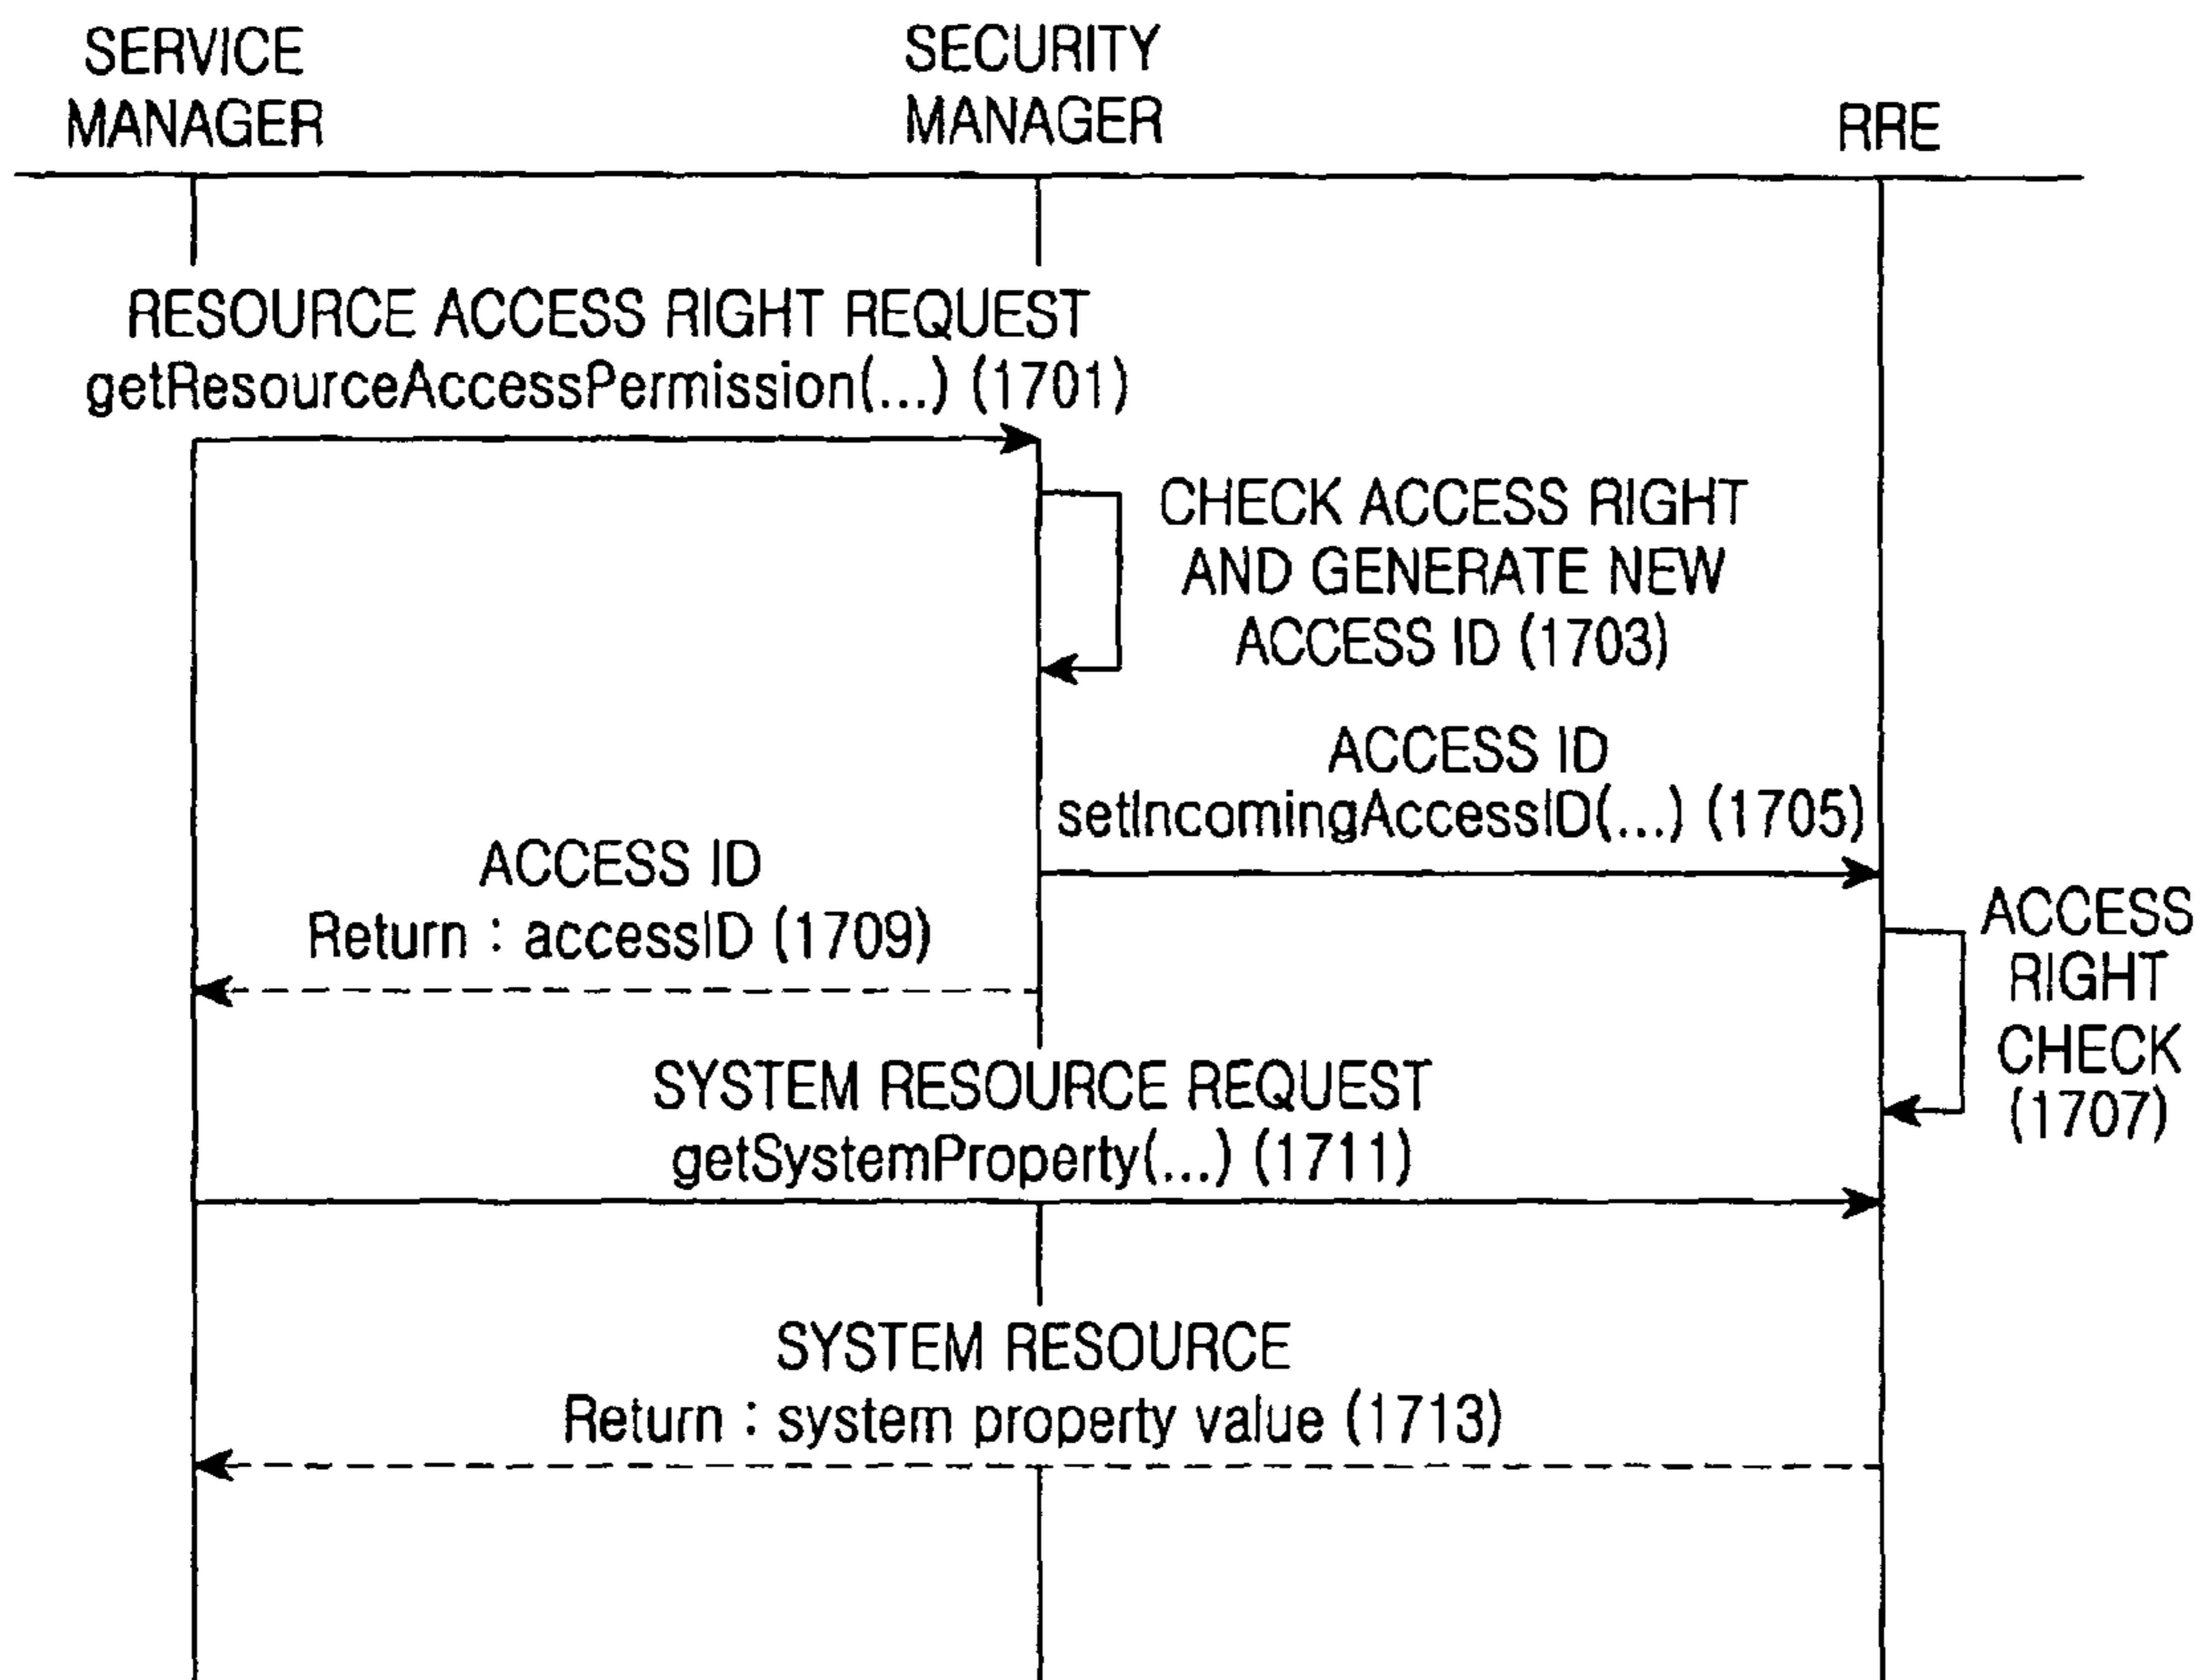 SERVICE
MANAGER
SECURITY
MANAGER
RRE
RESOURCE ACCESS RIGHT REQUEST
getResourceAccessPermission(...) (1701)
CHECK ACCESS RIGHT
AND GENERATE NEW
ACCESS ID (1703)
ACCESS ID
setIncomingAccessID(...) (1705)
ACCESS ID
Return : accessID (1709)
ACCESS
RIGHT
CHECK
(1707)
SYSTEM RESOURCE REQUEST
getSystemProperty(...) (1711)
SYSTEM RESOURCE
Return : system property value (1713)